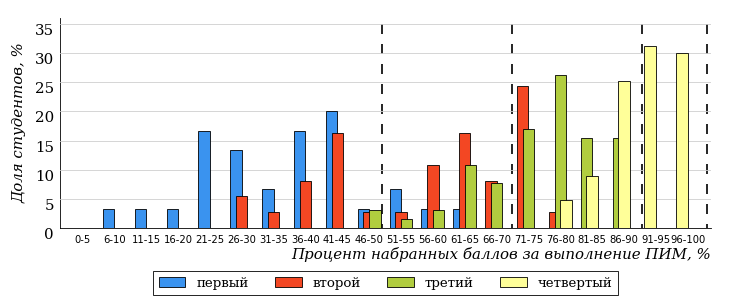 35
30
25
20
15
10
5
0
Доля студентов, %
0-5 6-10 11-15 16-20 21-25 26-30 31-35 36-40 41-45 46-50 51-55 56-60 61-65 66-70 71-75 76-80 81-85 86-90 91-95 96-100
Процент набранных баллов за выполнение ПИМ, %
первый второй третий четвертый